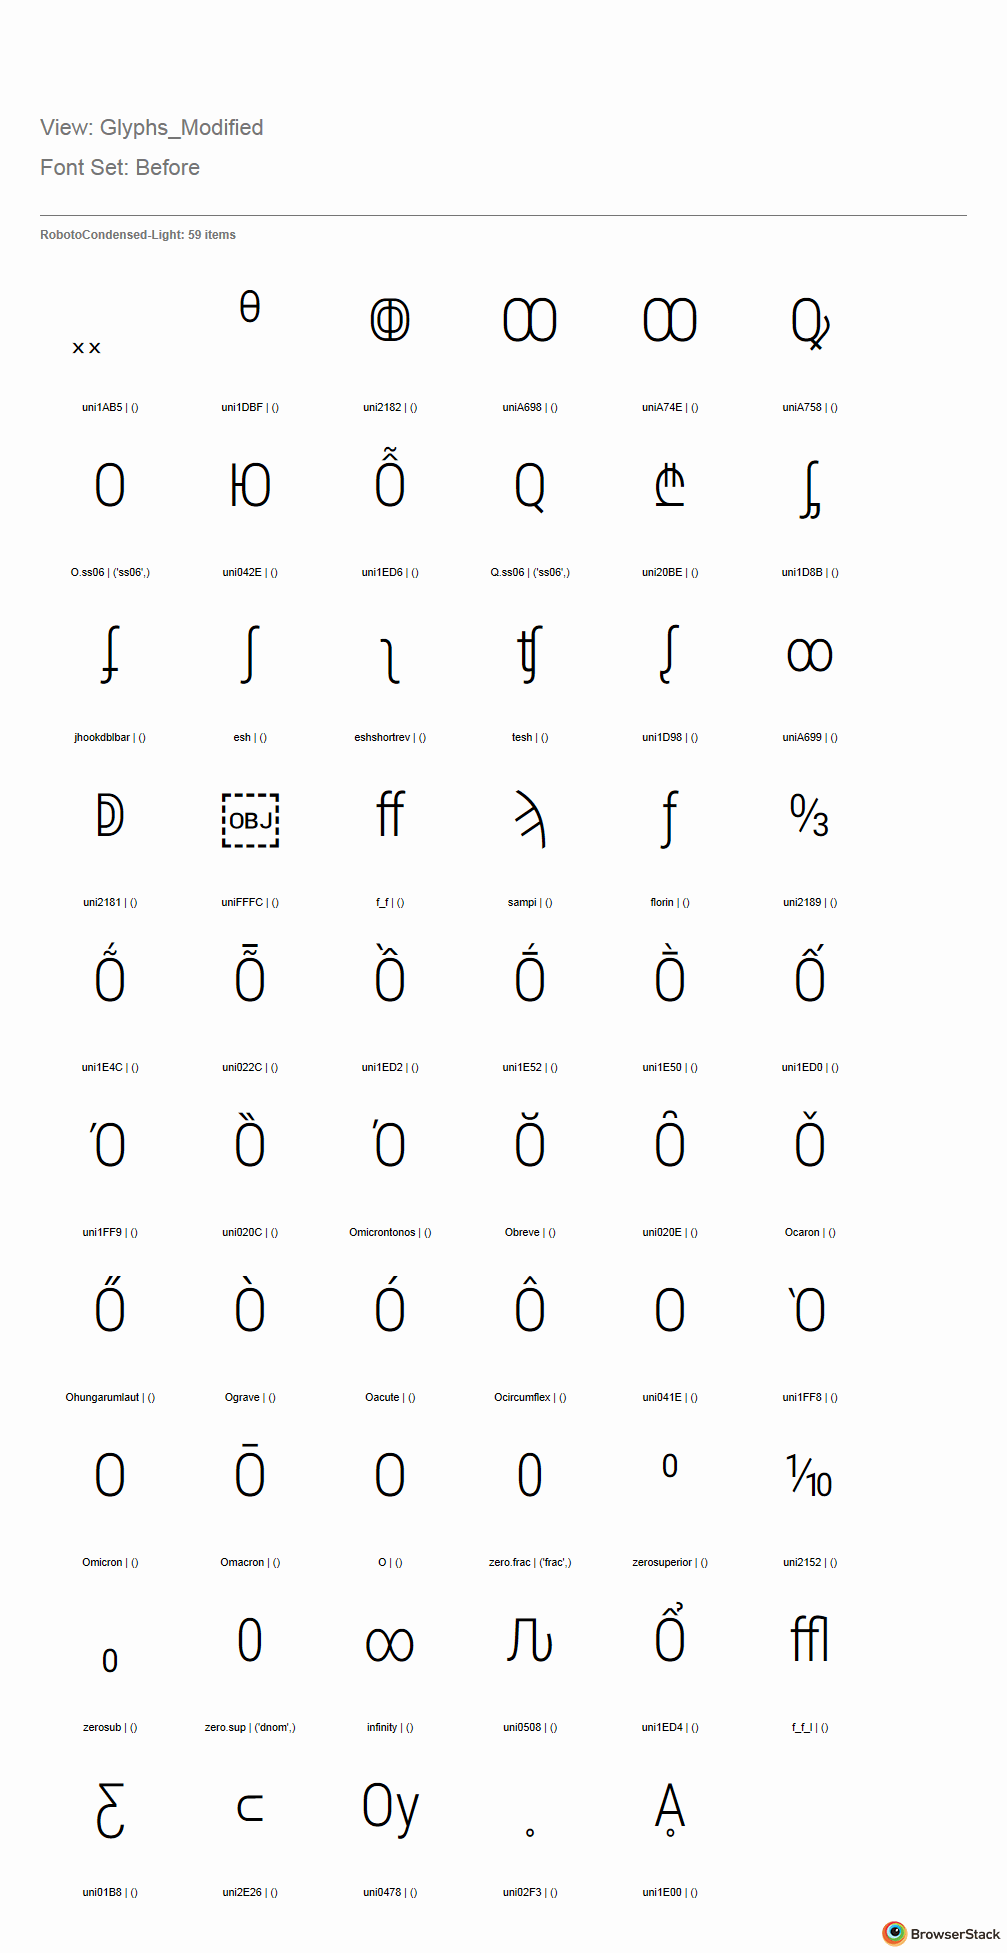 View: Glyphs_Modified
Font Set: Before
RobotoCondensed-Light: 59 items
xx θ ↂ Ꚙ Ꝏ Ꝙ
uni1AB5 | () uni1DBF | () uni2182 | () uniA698 | () uniA74E | () uniA758 | ()
O Ю Ỗ Q ₾ ᶋ
O.ss06 | ('ss06',) uni042E | () uni1ED6 | () Q.ss06 | ('ss06',) uni20BE | () uni1D8B | ()
ʄ ʃ ʅ ʧ ᶘ ꚙ
jhookdblbar | () esh | () eshshortrev | () tesh | () uni1D98 | () uniA699 | ()
ↁ OBJ ff ϡ ƒ ↉
uni2181 | () uniFFFC | () f_f | () sampi | () florin | () uni2189 | ()
Ṍ Ȭ Ồ Ṓ Ṑ Ố
uni1E4C | () uni022C | () uni1ED2 | () uni1E52 | () uni1E50 | () uni1ED0 | ()
Ό Ȍ Ό Ŏ Ȏ Ǒ
uni1FF9 | () uni020C | () Omicrontonos | () Obreve | () uni020E | () Ocaron | ()
Ő Ò Ó Ô О Ὸ
Ohungarumlaut | () Ograve | () Oacute | () Ocircumflex | () uni041E | () uni1FF8 | ()
Ο Ō O 0 ⁰ ⅒
Omicron | () Omacron | () O | () zero.frac | ('frac',) zerosuperior | () uni2152 | ()
₀ 0 ∞ Ԉ Ổ ffl
zerosub | () zero.sup | ('dnom',) infinity | () uni0508 | () uni1ED4 | () f_f_l | ()
Ƹ ⸦ Ѹ ˳ Ḁ
uni01B8 | () uni2E26 | () uni0478 | () uni02F3 | () uni1E00 | ()
BrowserStack